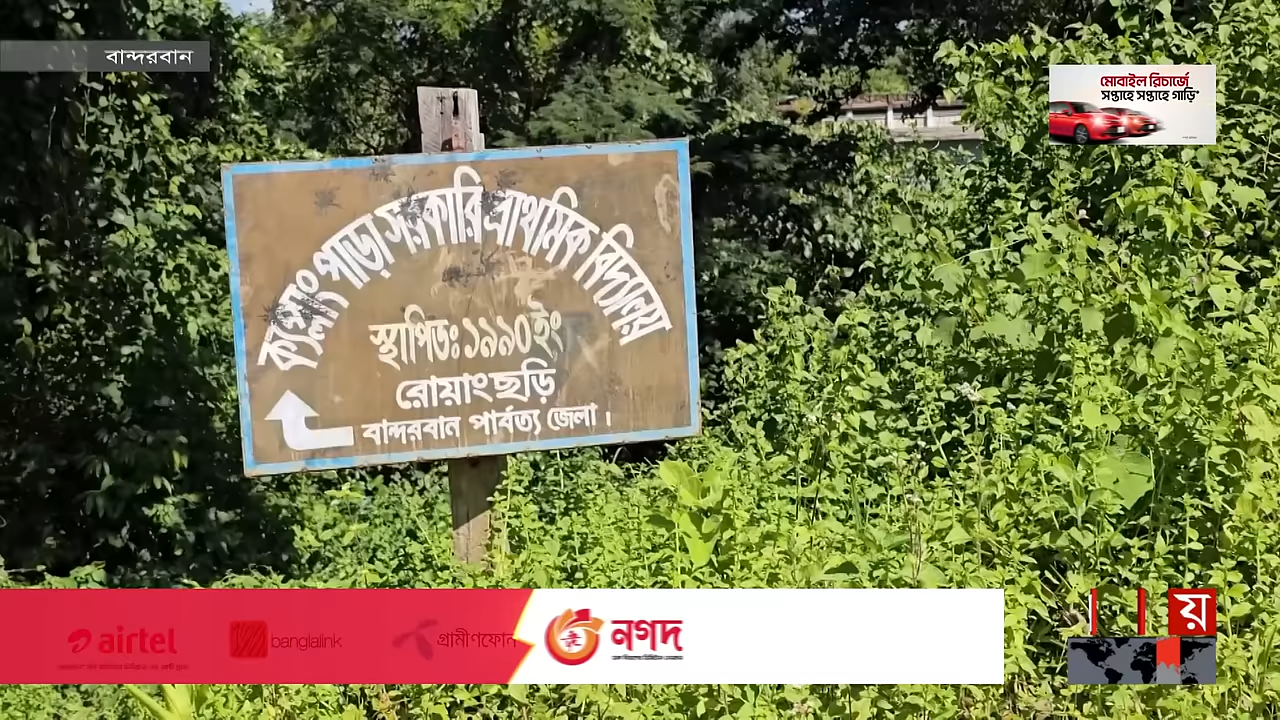 বান্দরবান
মোবাইল রিচার্জে
সপ্তাহে সপ্তাহে গাড়ি*
পাড়া সরকারি প্রাথমিক বিদ্যালয়
স্থাপিতঃ ১৯৯০ইং
রোয়াংছড়ি
বান্দরবান পার্বত্য জেলা।
airtel
banglalink
গ্রামীণফোন
নগদ
য়